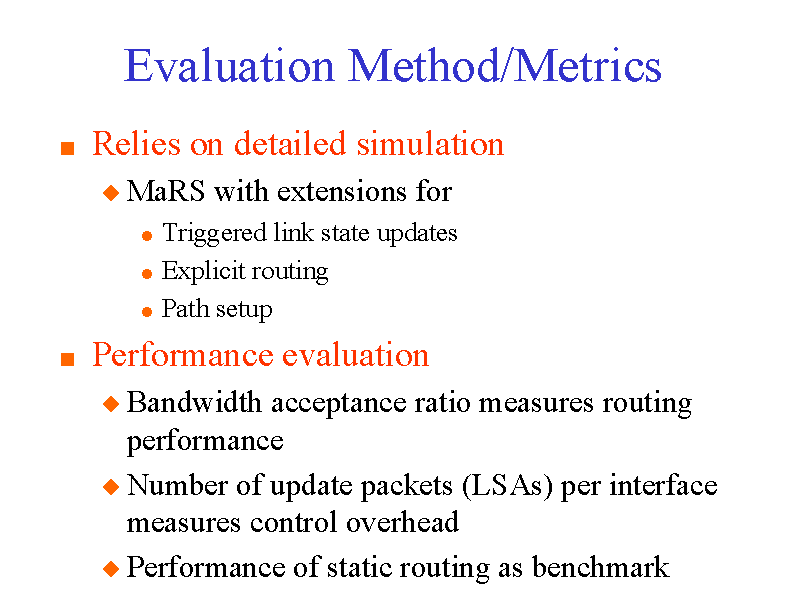 Evaluation Method/Metrics
Relies on detailed simulation
MaRS with extensions for
Triggered link state updates
Explicit routing
Path setup
Performance evaluation
Bandwidth acceptance ratio measures routing
performance
Number of update packets (LSAs) per interface
measures control overhead
Performance of static routing as benchmark